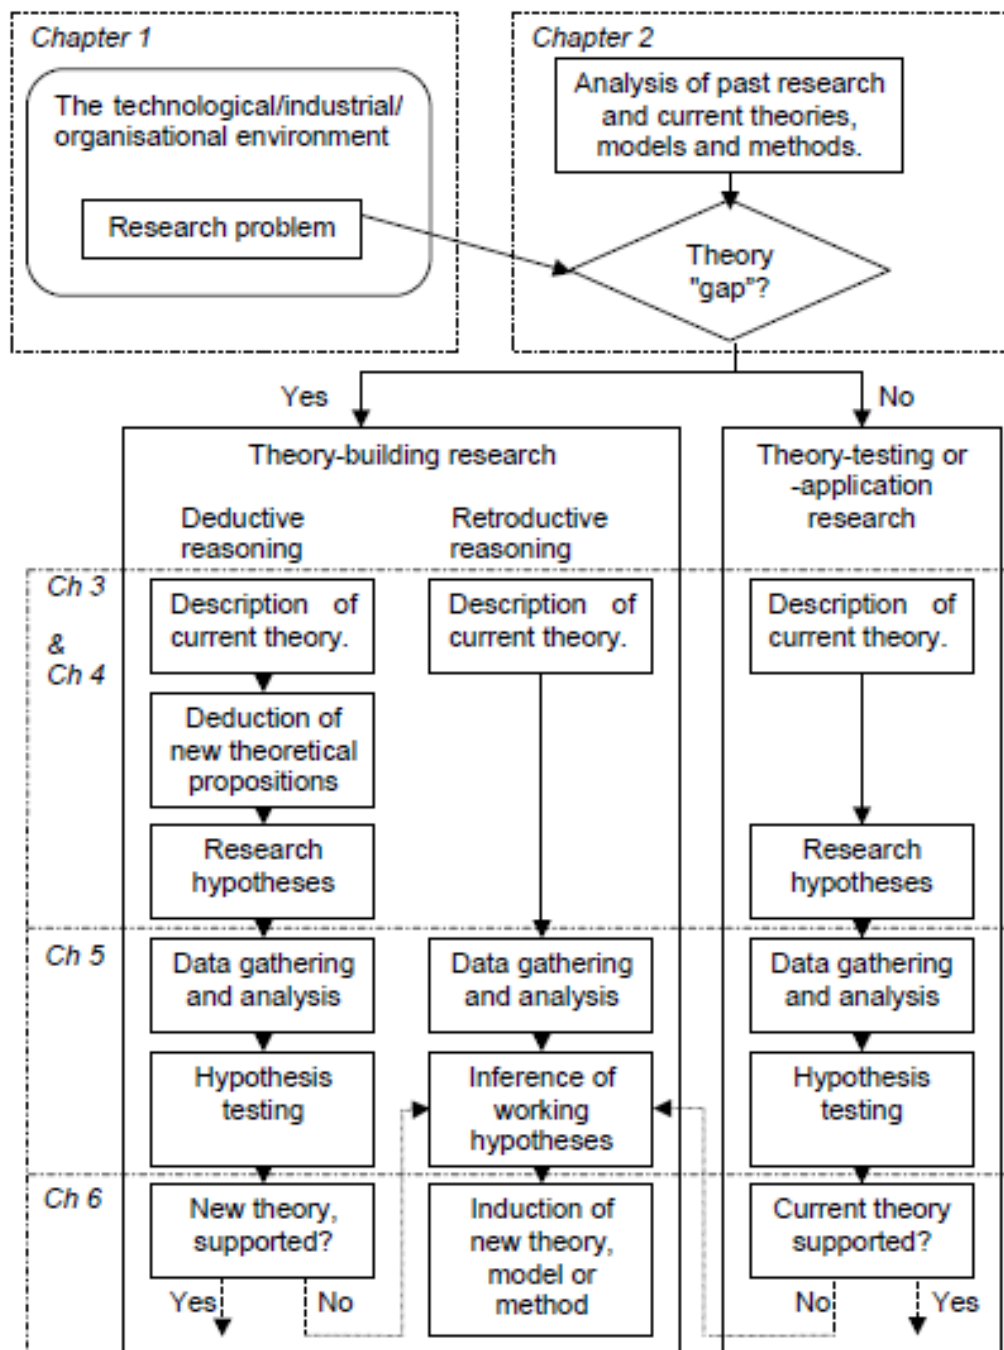 Chapter 1
The technological/industrial/
organisational environment
Research problem
Chapter 2
Analysis of past research
and current theories,
models and methods.
Theory
"gap"?
Yes
No
Theory-building research
Deductive
reasoning
Retroductive
reasoning
Theory-testing or
-application
research
Ch 3
&
Ch 4
Description of
current theory.
Description of
current theory.
Description of
current theory.
Deduction of
new theoretical
propositions
Research
hypotheses
Research
hypotheses
Ch 5
Data gathering
and analysis
Data gathering
and analysis
Data gathering
and analysis
Hypothesis
testing
Inference of
working
hypotheses
Hypothesis
testing
Ch 6
New theory,
supported?
Induction of
new theory,
model or
method
Current theory
supported?
Yes
No
No
Yes